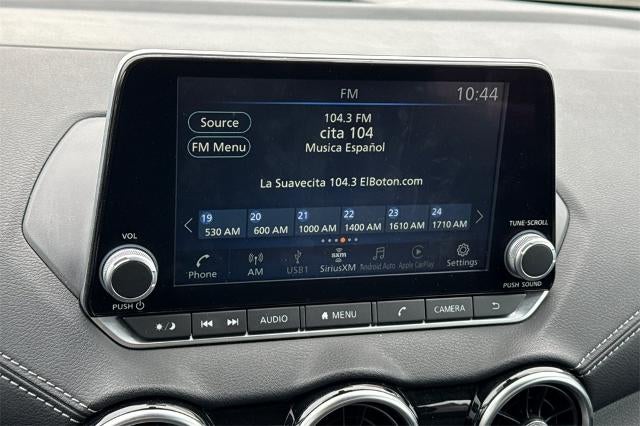 FM 10:44
Source
104.3 FM
cita 104
FM Menu
Musica Español
La Suavecita 104.3 ElBoton.com
19 20 21 22 23 24
530 AM 600 AM 1000 AM 1400 AM 1610 AM 1710 AM
Phone AM USB1 sxm SiriusXM Android Auto Apple CarPlay Settings
VOL
PUSH
TUNE·SCROLL
PUSH SOUND
AUDIO MENU CAMERA